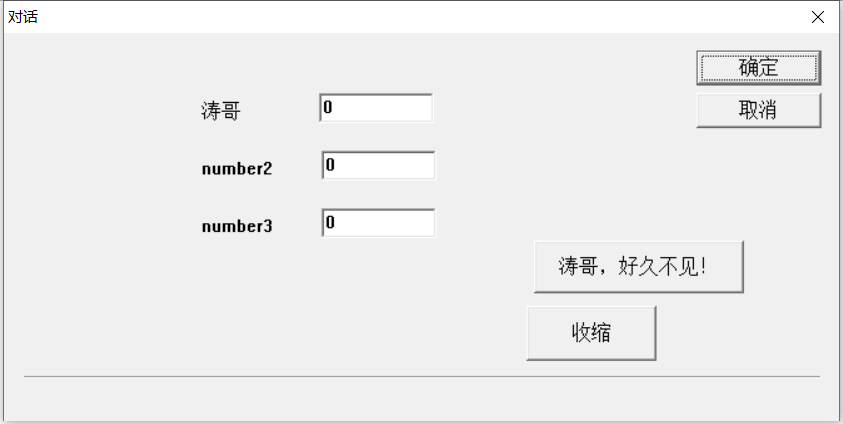 对话
确定
涛哥 0
取消
number2 0
number3 0
涛哥，好久不见！
收缩